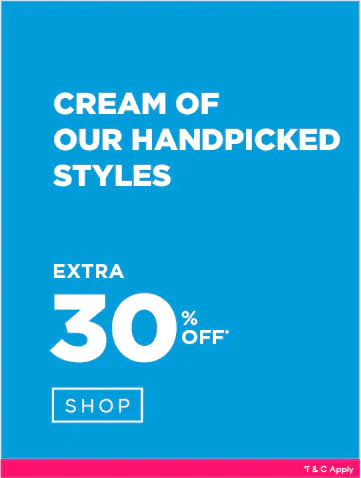 CREAM OF
OUR HANDPICKED
STYLES
EXTRA
30%
OFF*
SHOP
*T & C Apply